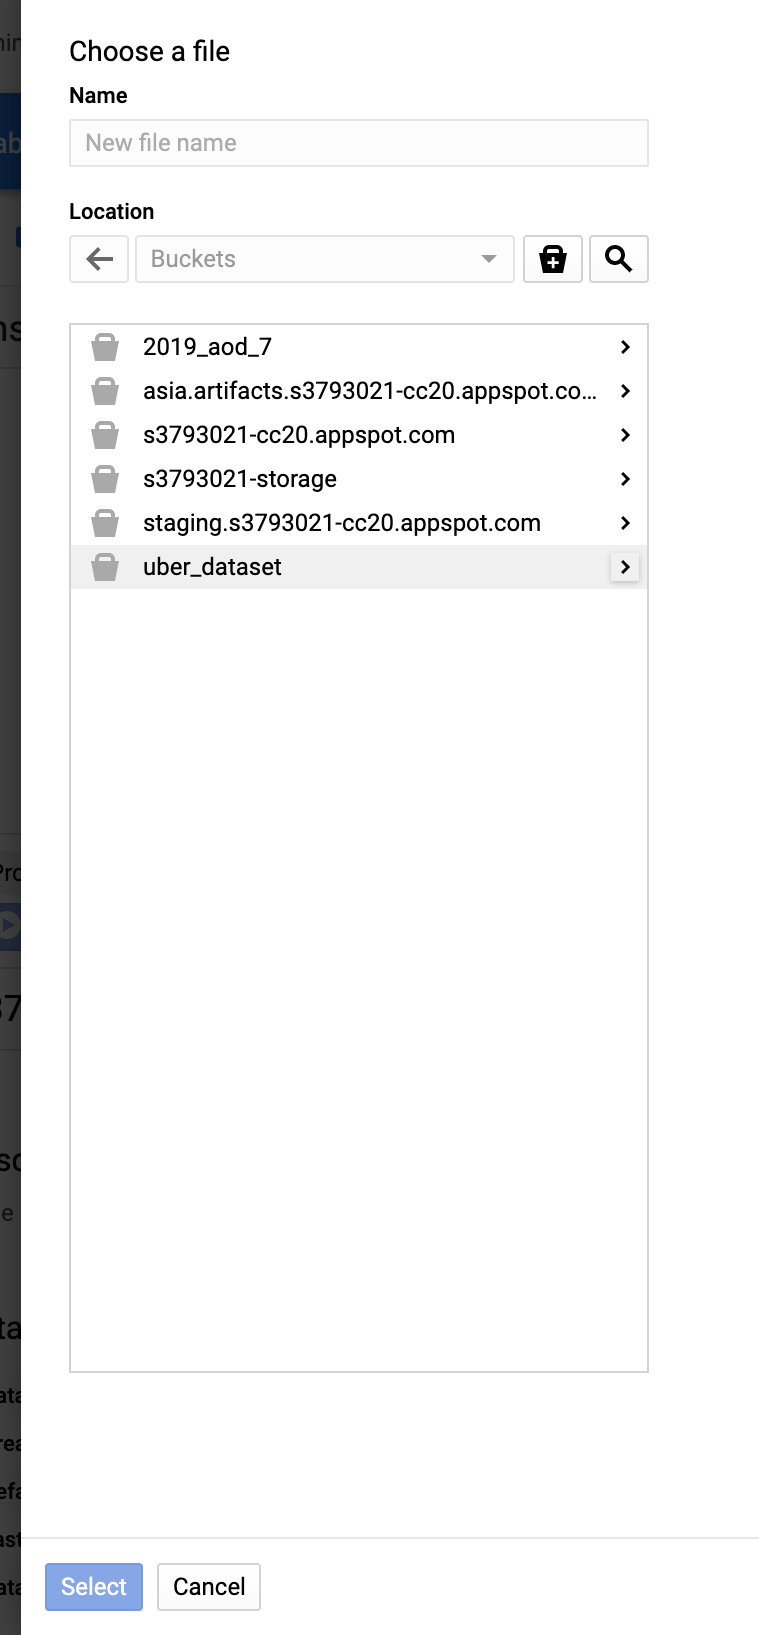 Choose a file
Name
New file name
Location
Buckets
2019_aod_7
asia.artifacts.s3793021-cc20.appspot.co...
s3793021-cc20.appspot.com
s3793021-storage
staging.s3793021-cc20.appspot.com
uber_dataset
Select
Cancel